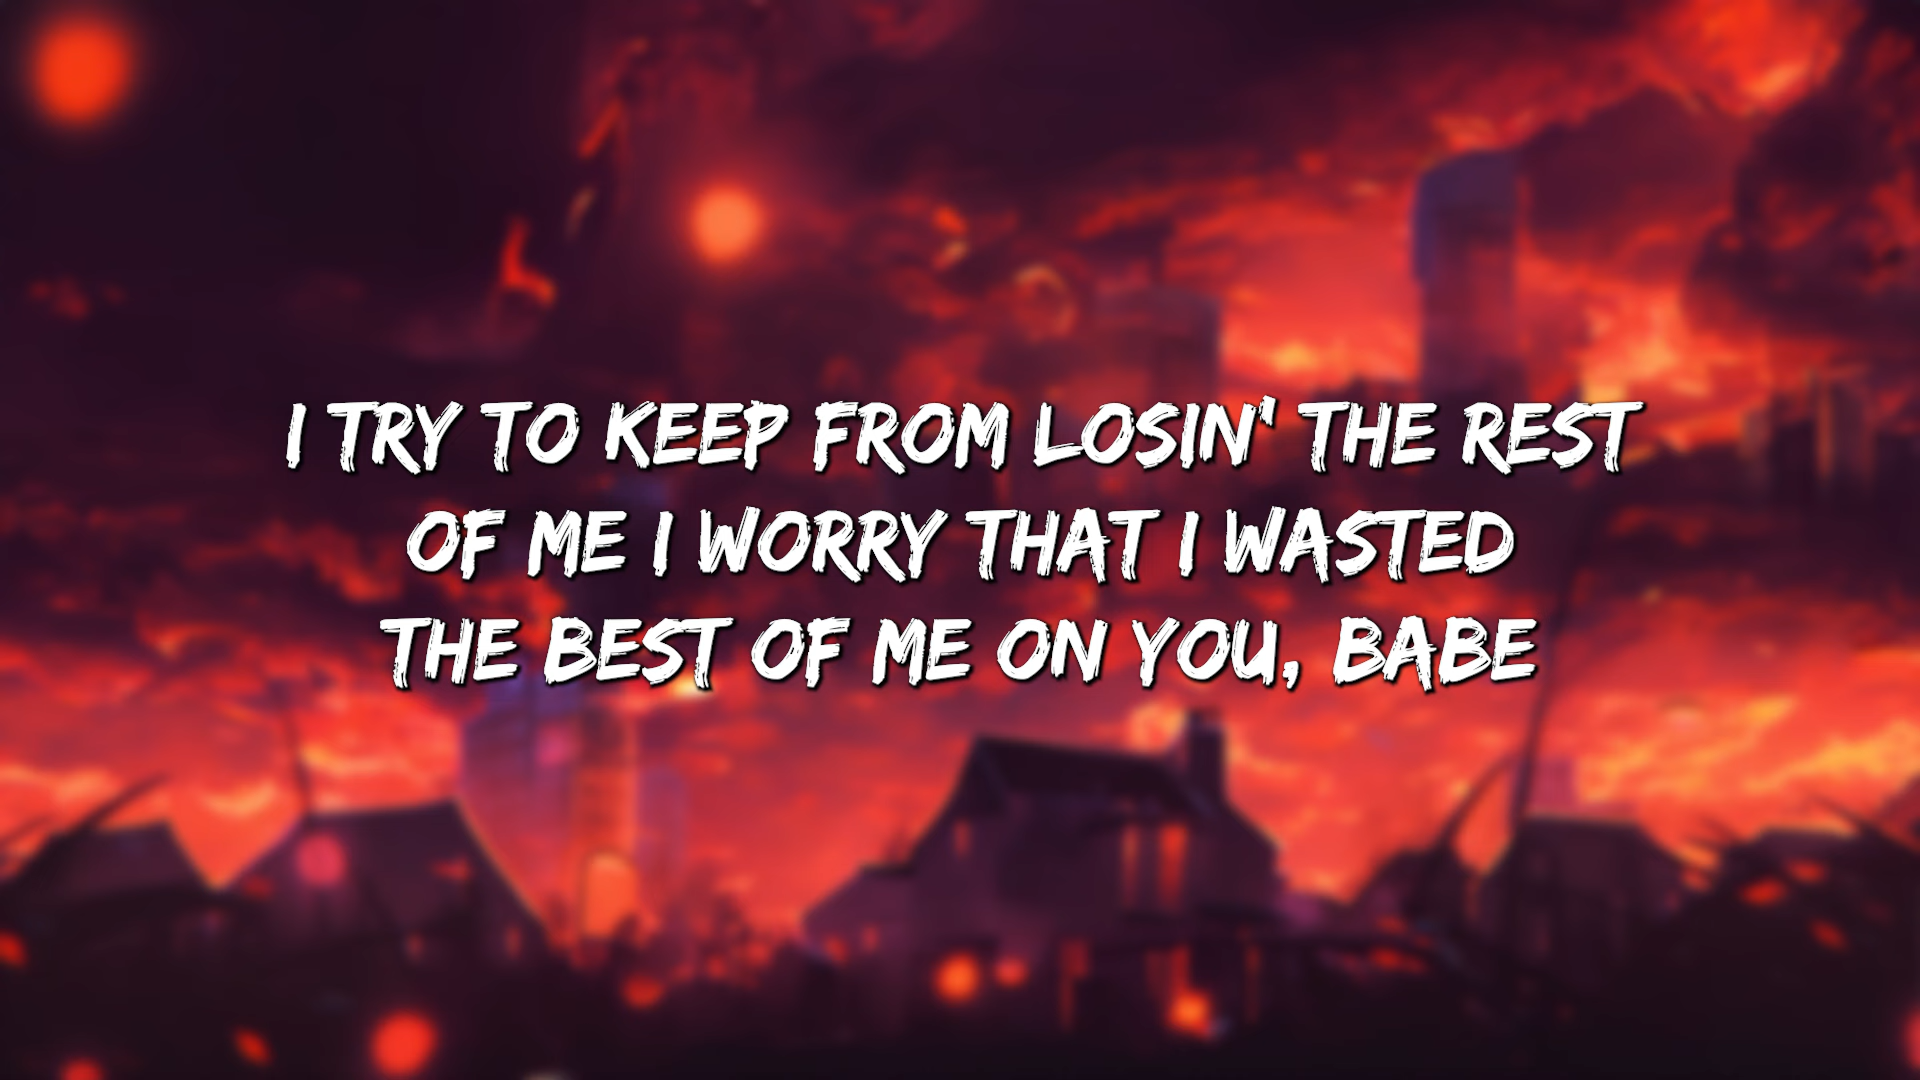 I TRY TO KEEP FROM LOSIN' THE REST
OF ME I WORRY THAT I WASTED
THE BEST OF ME ON YOU, BABE